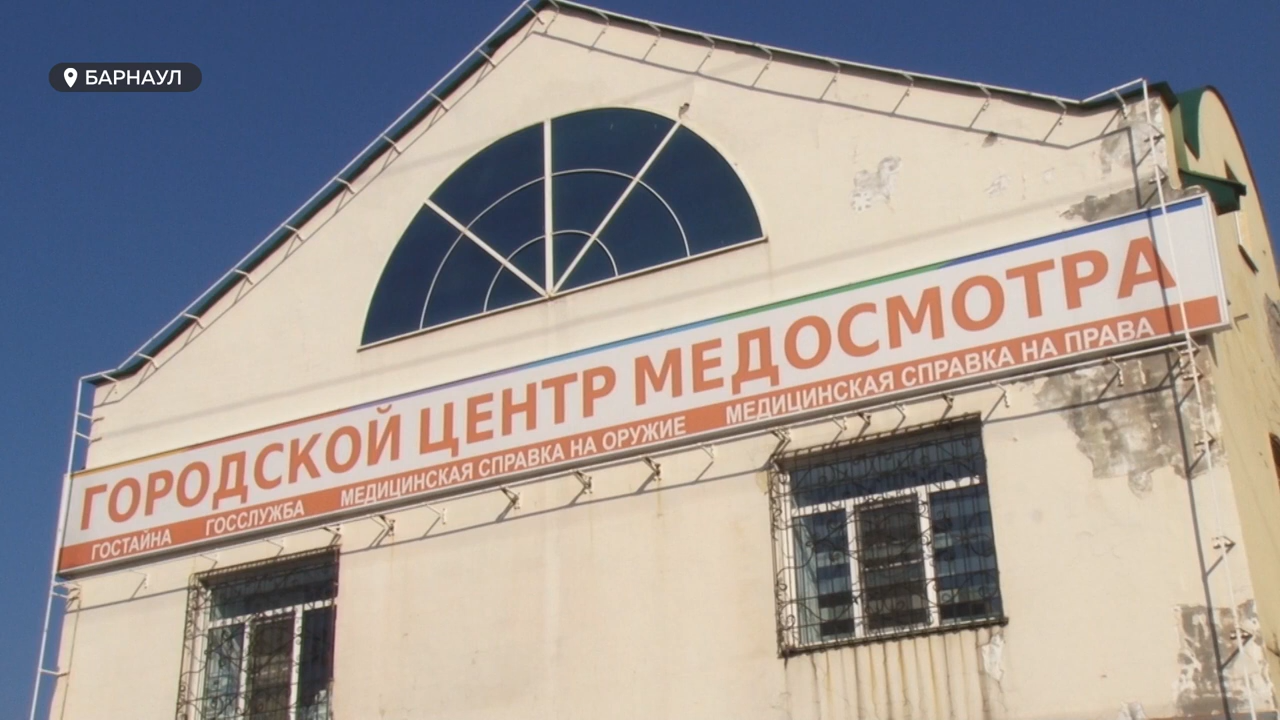 БАРНАУЛ
ГОРОДСКОЙ ЦЕНТР МЕДОСМОТРА
ГОСТАЙНА ГОССЛУЖБА МЕДИЦИНСКАЯ СПРАВКА НА ОРУЖИЕ МЕДИЦИНСКАЯ СПРАВКА НА ПРАВА